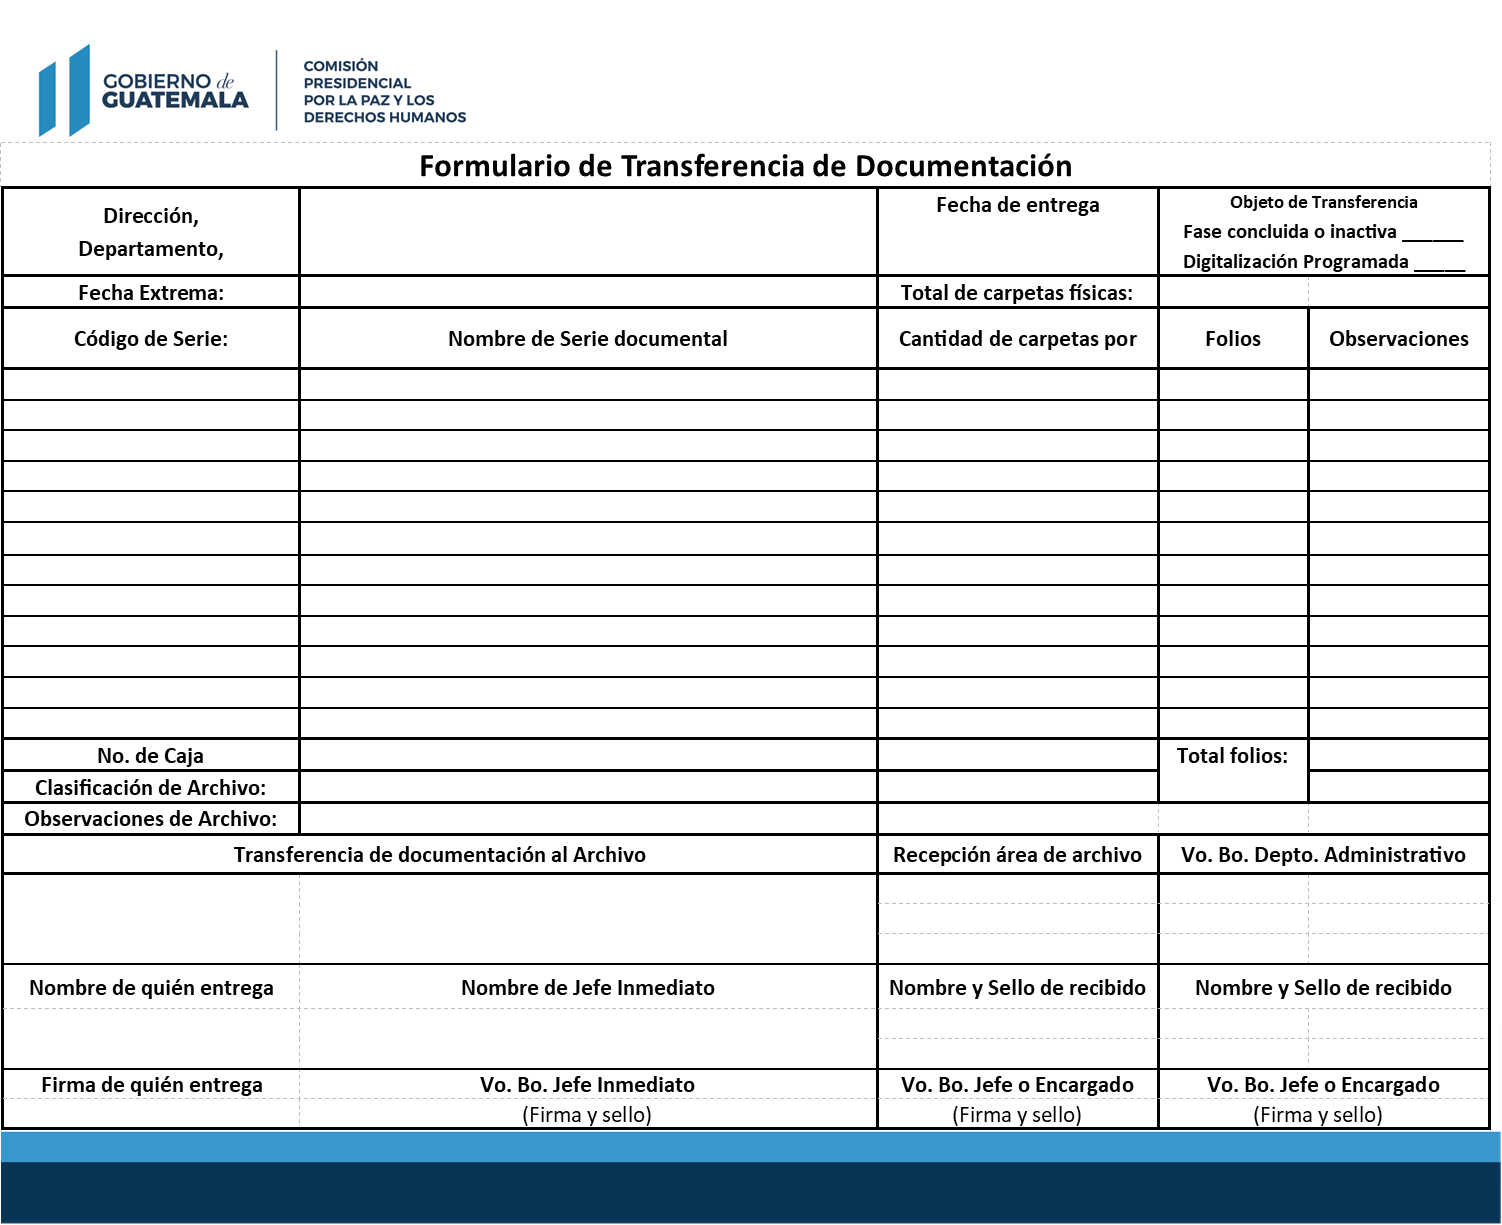 GOBIERNO de
GUATEMALA
COMISIÓN
PRESIDENCIAL
POR LA PAZ Y LOS
DERECHOS HUMANOS
Formulario de Transferencia de Documentación
Dirección,
Departamento,
Fecha de entrega
Objeto de Transferencia
Fase concluida o inactiva ______
Digitalización Programada _____
Fecha Extrema:
Total de carpetas físicas:
Código de Serie:
Nombre de Serie documental
Cantidad de carpetas por
Folios
Observaciones
No. de Caja
Total folios:
Clasificación de Archivo:
Observaciones de Archivo:
Transferencia de documentación al Archivo
Recepción área de archivo
Vo. Bo. Depto. Administrativo
Nombre de quién entrega
Nombre de Jefe Inmediato
Nombre y Sello de recibido
Nombre y Sello de recibido
Firma de quién entrega
Vo. Bo. Jefe Inmediato
Vo. Bo. Jefe o Encargado
Vo. Bo. Jefe o Encargado
(Firma y sello)
(Firma y sello)
(Firma y sello)